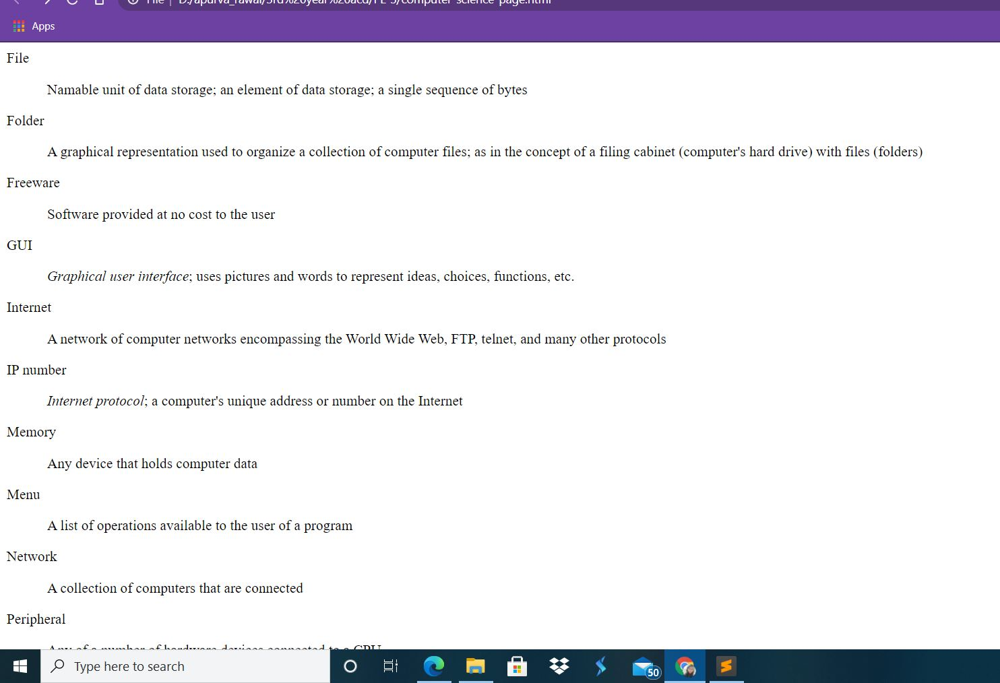 File | D:/apurva_rawal/3rd%20year%20acd/PE-3/computer-science-page.html
Apps
File
Namable unit of data storage; an element of data storage; a single sequence of bytes
Folder
A graphical representation used to organize a collection of computer files; as in the concept of a filing cabinet (computer's hard drive) with files (folders)
Freeware
Software provided at no cost to the user
GUI
Graphical user interface; uses pictures and words to represent ideas, choices, functions, etc.
Internet
A network of computer networks encompassing the World Wide Web, FTP, telnet, and many other protocols
IP number
Internet protocol; a computer's unique address or number on the Internet
Memory
Any device that holds computer data
Menu
A list of operations available to the user of a program
Network
A collection of computers that are connected
Peripheral
Any of a number of hardware devices connected to a CPU
Type here to search
50